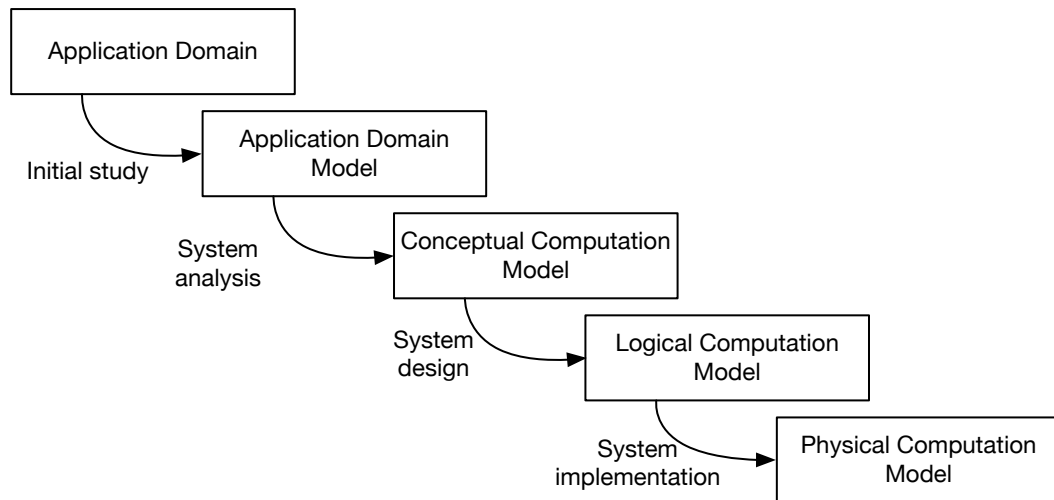 Application Domain
Initial study
Application Domain
Model
System
analysis
Conceptual Computation
Model
System
design
Logical Computation
Model
System
implementation
Physical Computation
Model